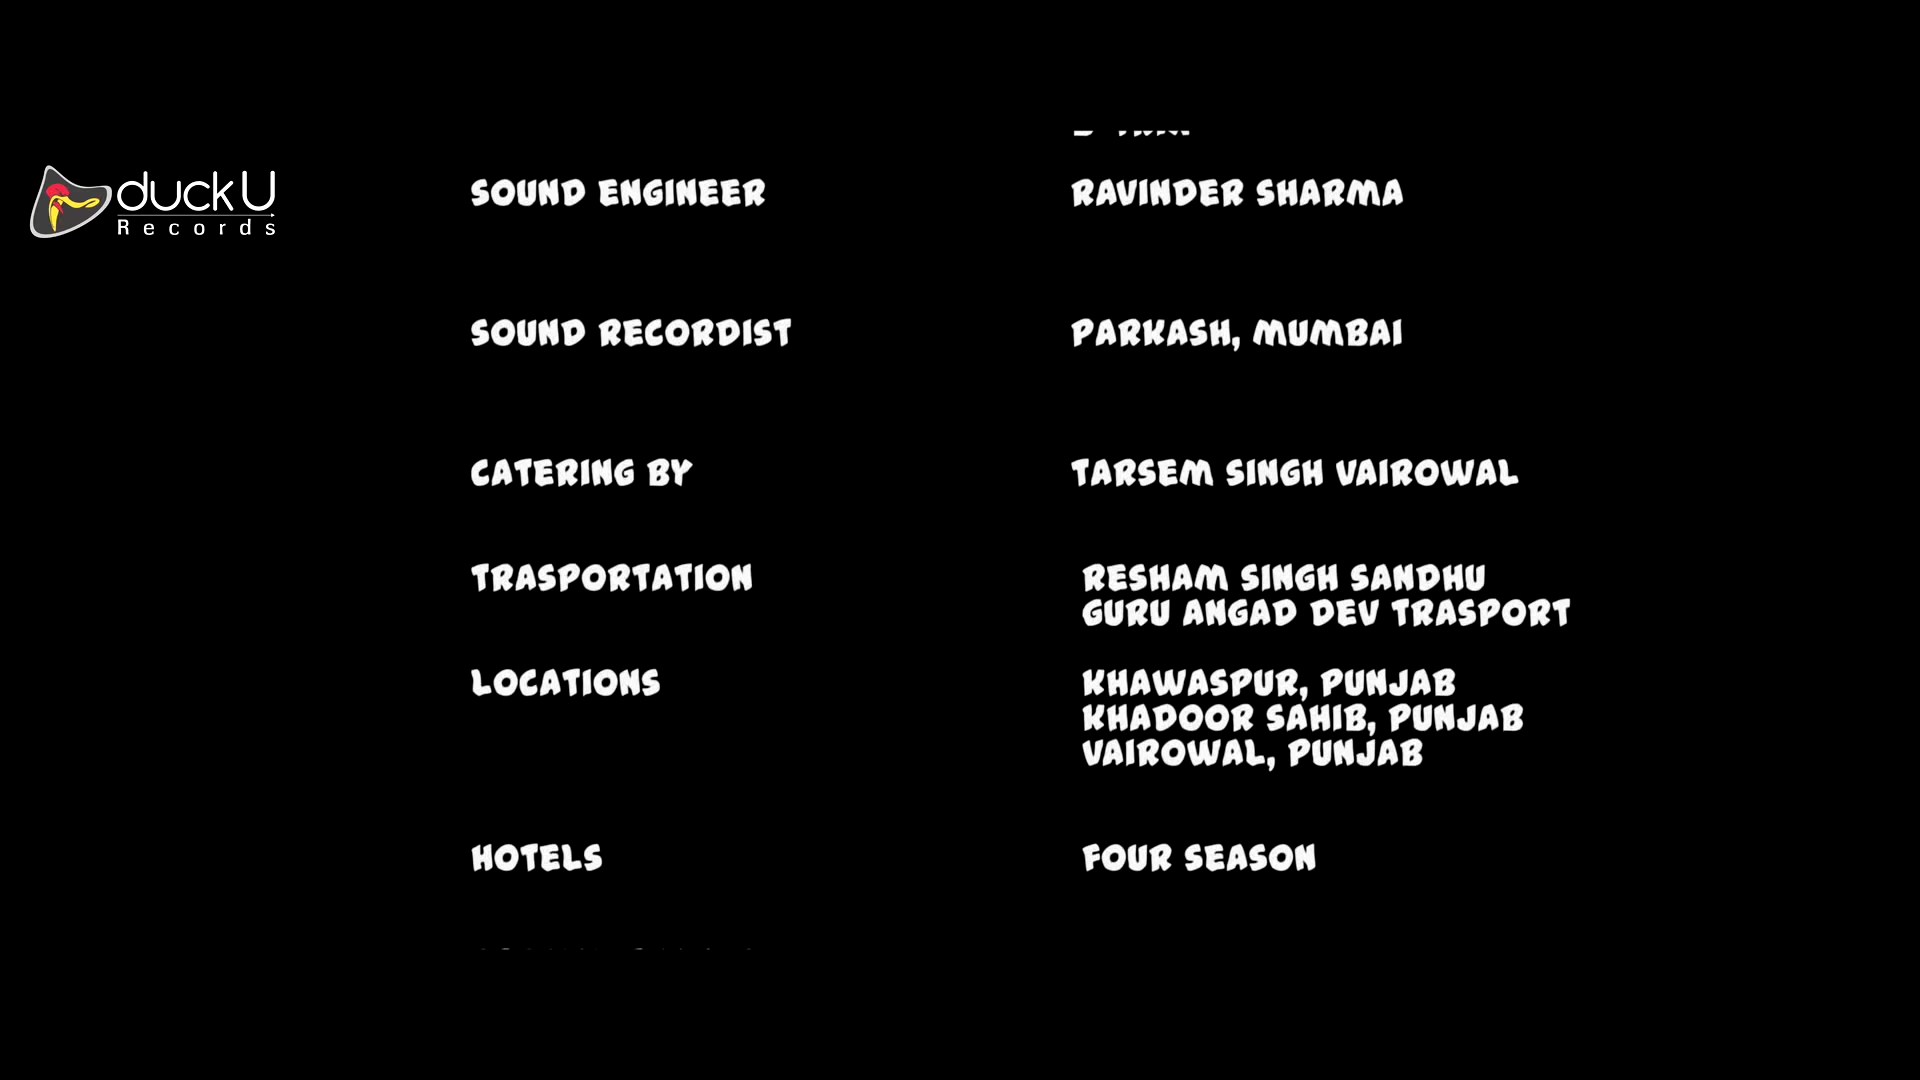 duckU
Records
SOUND ENGINEER RAVINDER SHARMA
SOUND RECORDIST PARKASH, MUMBAI
CATERING BY TARSEM SINGH VAIROWAL
TRASPORTATION RESHAM SINGH SANDHU
GURU ANGAD DEV TRASPORT
LOCATIONS KHAWASPUR, PUNJAB
KHADOOR SAHIB, PUNJAB
VAIROWAL, PUNJAB
HOTELS FOUR SEASON